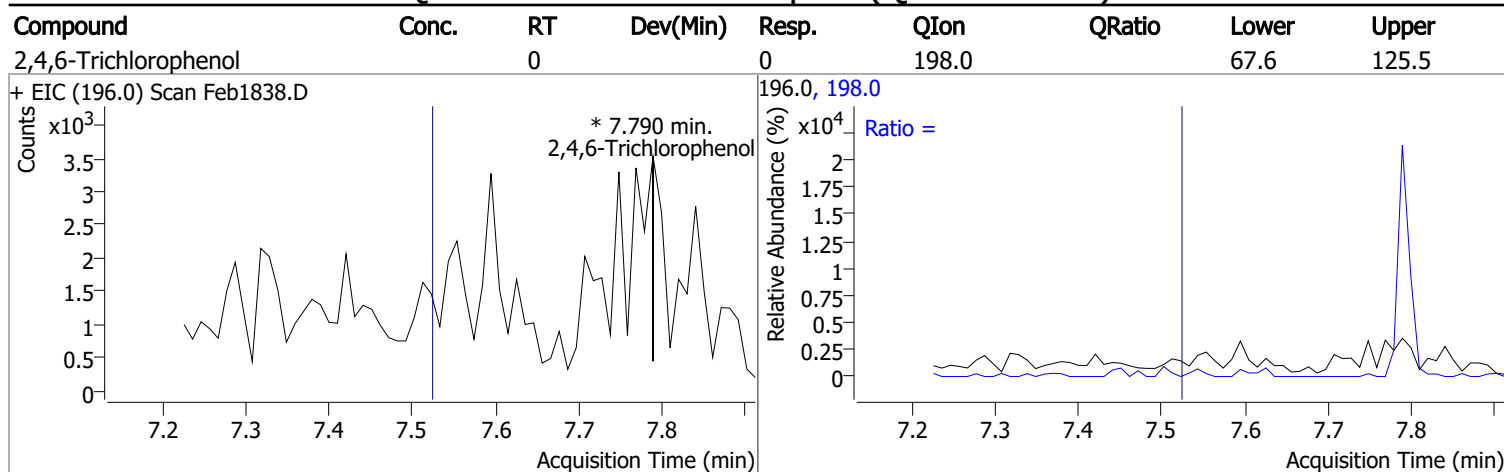 Compound Conc. RT Dev(Min) Resp. QIon QRatio Lower Upper
2,4,6-Trichlorophenol 0 0 198.0 67.6 125.5
+ EIC (196.0) Scan Feb1838.D
Counts
x10³
3.5
3
2.5
2
1.5
1
0.5
0
* 7.790 min.
2,4,6-Trichlorophenol
7.2 7.3 7.4 7.5 7.6 7.7 7.8
Acquisition Time (min)
196.0, 198.0
Relative Abundance (%)
x10⁴
2
1.75
1.5
1.25
1
0.75
0.5
0.25
0
Ratio =
7.2 7.3 7.4 7.5 7.6 7.7 7.8
Acquisition Time (min)